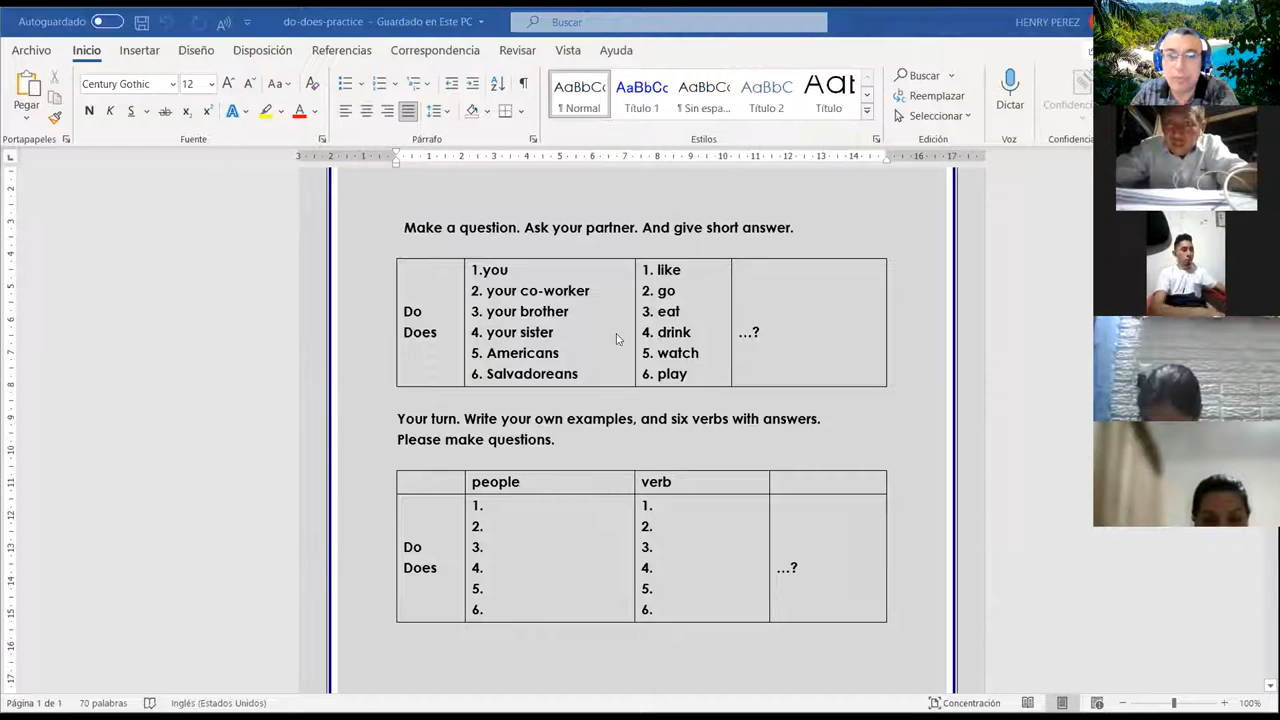 Autoguardado
do-does-practice - Guardado en Este PC
Buscar
HENRY PEREZ
Archivo Inicio Insertar Diseño Disposición Referencias Correspondencia Revisar Vista Ayuda
Pegar
Century Gothic 12
N K S
AaBbC AaBbCc AaBbCc AaBbCc AaB
¶ Normal Título 1 ¶ Sin espa... Título 2 Título
Buscar
Reemplazar
Seleccionar
Dictar
Confidencia
Portapapeles Fuente Párrafo Estilos Edición Voz Confidencia
Make a question. Ask your partner. And give short answer.
Do
Does
1.you
2. your co-worker
3. your brother
4. your sister
5. Americans
6. Salvadoreans
1. like
2. go
3. eat
4. drink
5. watch
6. play
...?
Your turn. Write your own examples, and six verbs with answers.
Please make questions.
people verb
Do
Does
1.
2.
3.
4.
5.
6.
1.
2.
3.
4.
5.
6.
...?
Página 1 de 1 70 palabras Inglés (Estados Unidos) Concentración 100%